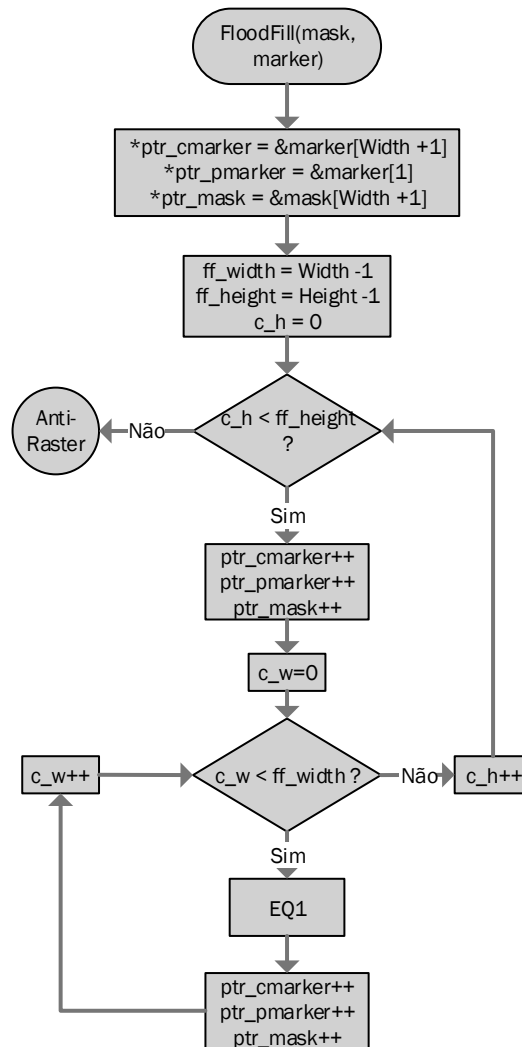 FloodFill(mask,
marker)
*ptr_cmarker = &marker[Width +1]
*ptr_pmarker = &marker[1]
*ptr_mask = &mask[Width +1]
ff_width = Width -1
ff_height = Height -1
c_h = 0
c_h < ff_height
?
Não
Anti-
Raster
Sim
ptr_cmarker++
ptr_pmarker++
ptr_mask++
c_w=0
c_w < ff_width ?
Não
c_h++
c_w++
Sim
EQ1
ptr_cmarker++
ptr_pmarker++
ptr_mask++